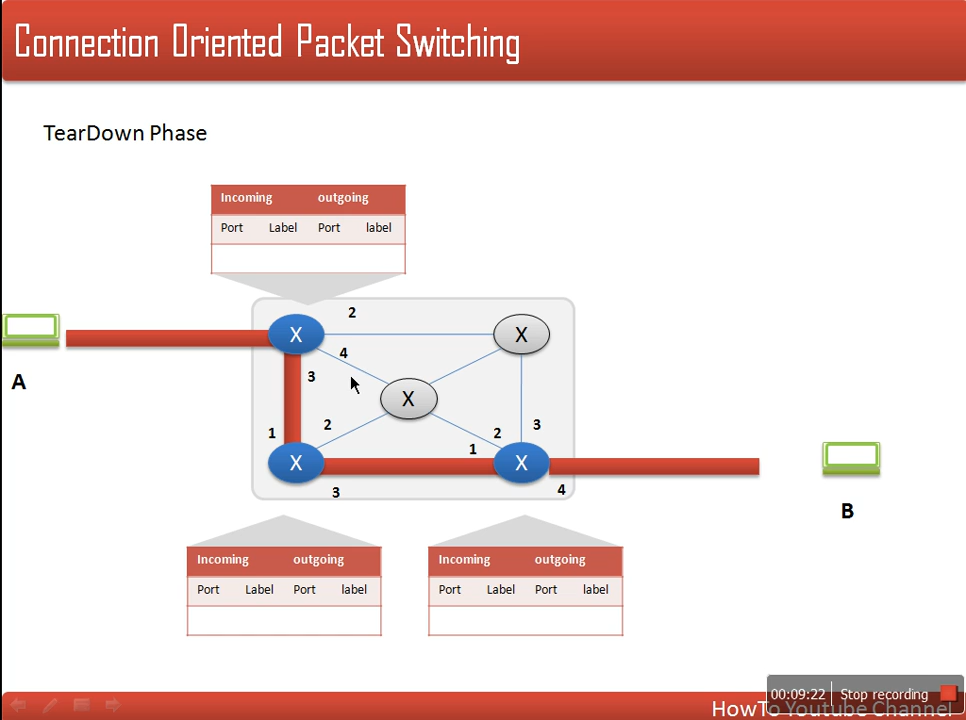 Connection Oriented Packet Switching
TearDown Phase
Incoming outgoing
Port Label Port label
2
X X
4
A
3
X
1 2 2 3
1
X X
3 4
B
Incoming outgoing Incoming outgoing
Port Label Port label Port Label Port label
00:09:22 Stop recording
HowTo Youtube Channel